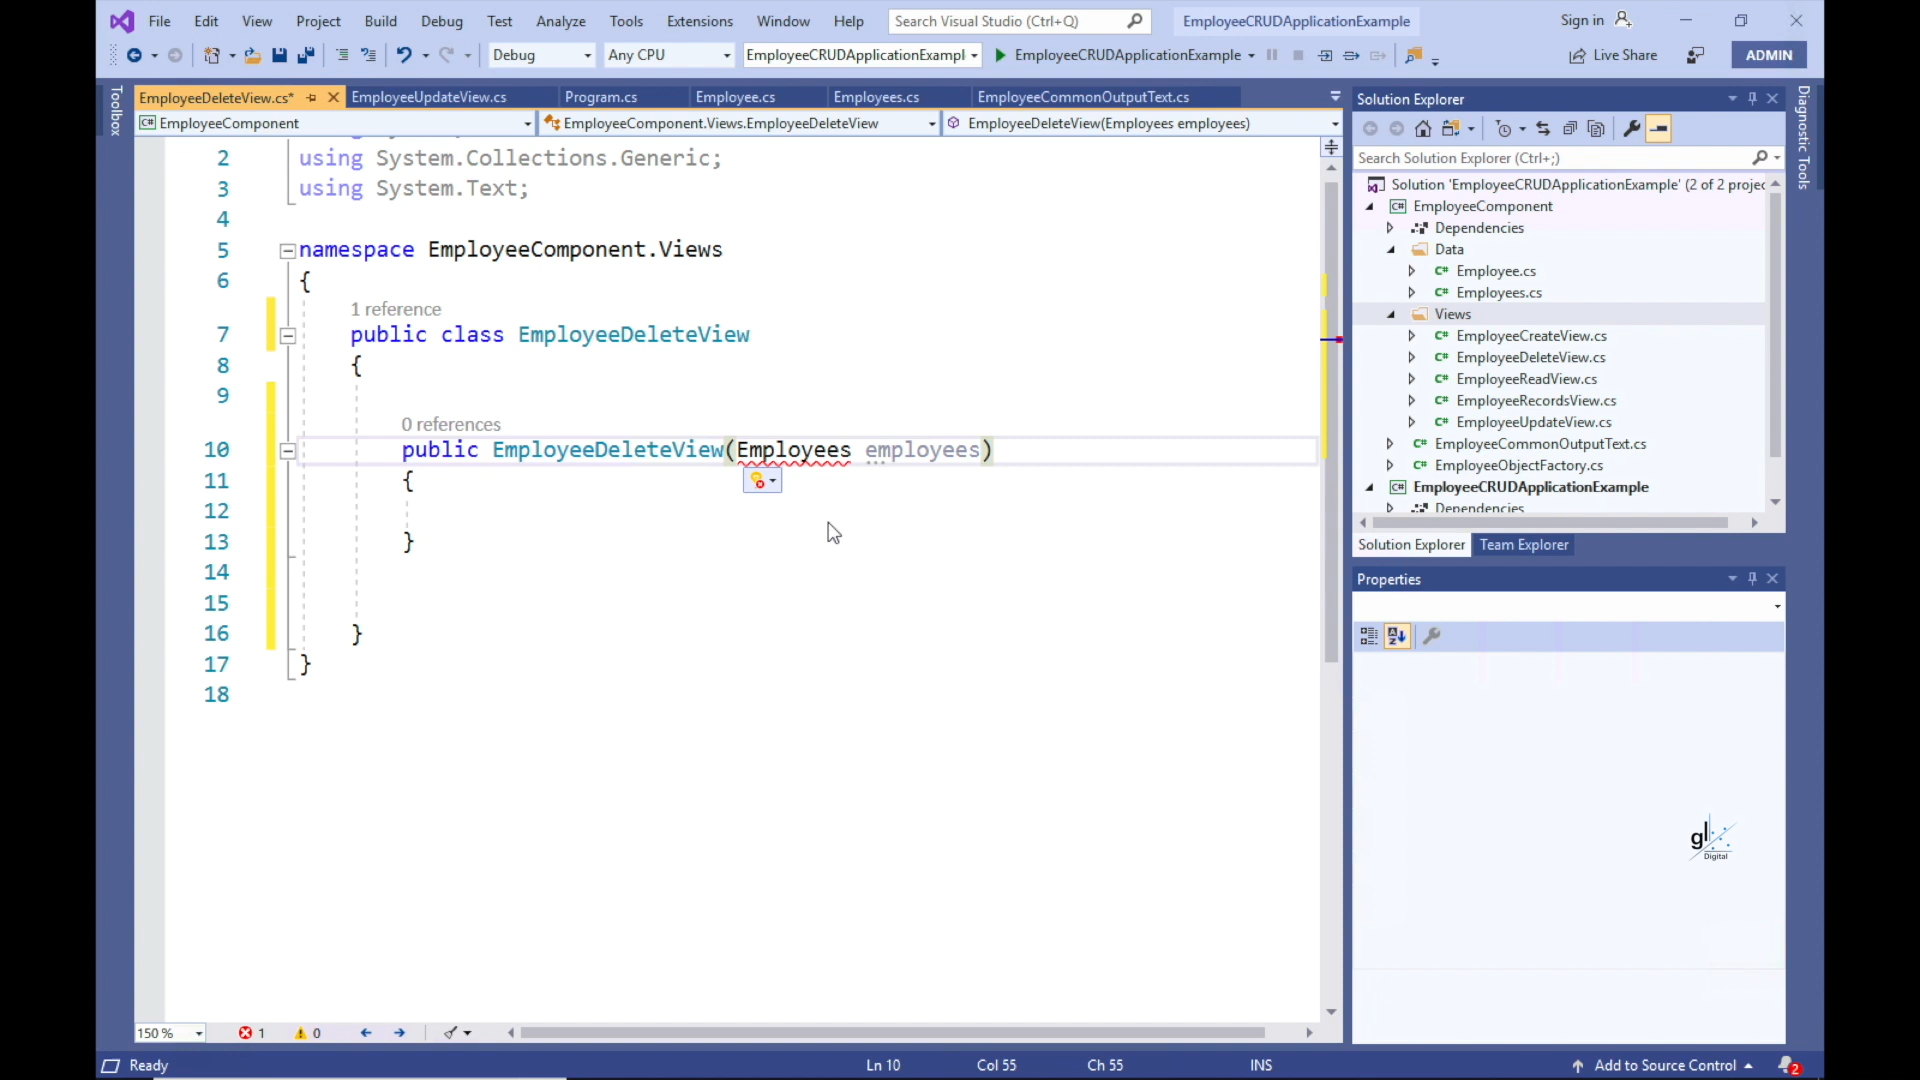 File Edit View Project Build Debug Test Analyze Tools Extensions Window Help Search Visual Studio (Ctrl+Q) EmployeeCRUDApplicationExample Sign in
Debug Any CPU EmployeeCRUDApplicationExampl EmployeeCRUDApplicationExample Live Share ADMIN
Toolbox
EmployeeDeleteView.cs* EmployeeUpdateView.cs Program.cs Employee.cs Employees.cs EmployeeCommonOutputText.cs
EmployeeComponent EmployeeComponent.Views.EmployeeDeleteView EmployeeDeleteView(Employees employees)
2 using System.Collections.Generic;
3 using System.Text;
4
5 namespace EmployeeComponent.Views
6 {
1 reference
7 public class EmployeeDeleteView
8 {
9
0 references
10 public EmployeeDeleteView(Employees employees)
11 {
12
13 }
14
15
16 }
17 }
18
150 % 1 0
Solution Explorer
Search Solution Explorer (Ctrl+;)
Solution 'EmployeeCRUDApplicationExample' (2 of 2 projec
C# EmployeeComponent
Dependencies
Data
C# Employee.cs
C# Employees.cs
Views
C# EmployeeCreateView.cs
C# EmployeeDeleteView.cs
C# EmployeeReadView.cs
C# EmployeeRecordsView.cs
C# EmployeeUpdateView.cs
C# EmployeeCommonOutputText.cs
C# EmployeeObjectFactory.cs
C# EmployeeCRUDApplicationExample
Dependencies
Solution Explorer Team Explorer
Properties
gl
Digital
Diagnostic Tools
Ready Ln 10 Col 55 Ch 55 INS Add to Source Control 2